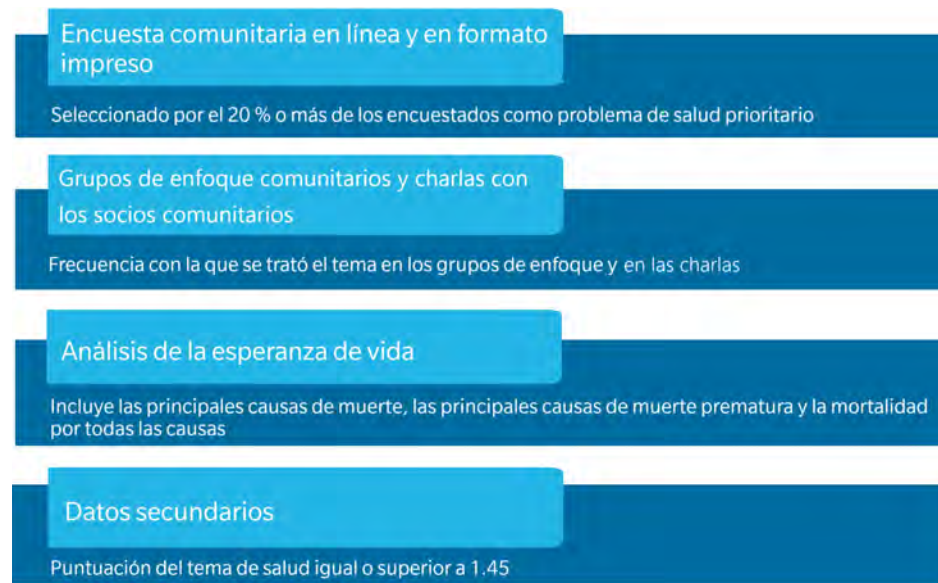 Encuesta comunitaria en línea y en formato
impreso
Seleccionado por el 20 % o más de los encuestados como problema de salud prioritario
Grupos de enfoque comunitarios y charlas con
los socios comunitarios
Frecuencia con la que se trató el tema en los grupos de enfoque y en las charlas
Análisis de la esperanza de vida
Incluye las principales causas de muerte, las principales causas de muerte prematura y la mortalidad
por todas las causas
Datos secundarios
Puntuación del tema de salud igual o superior a 1.45